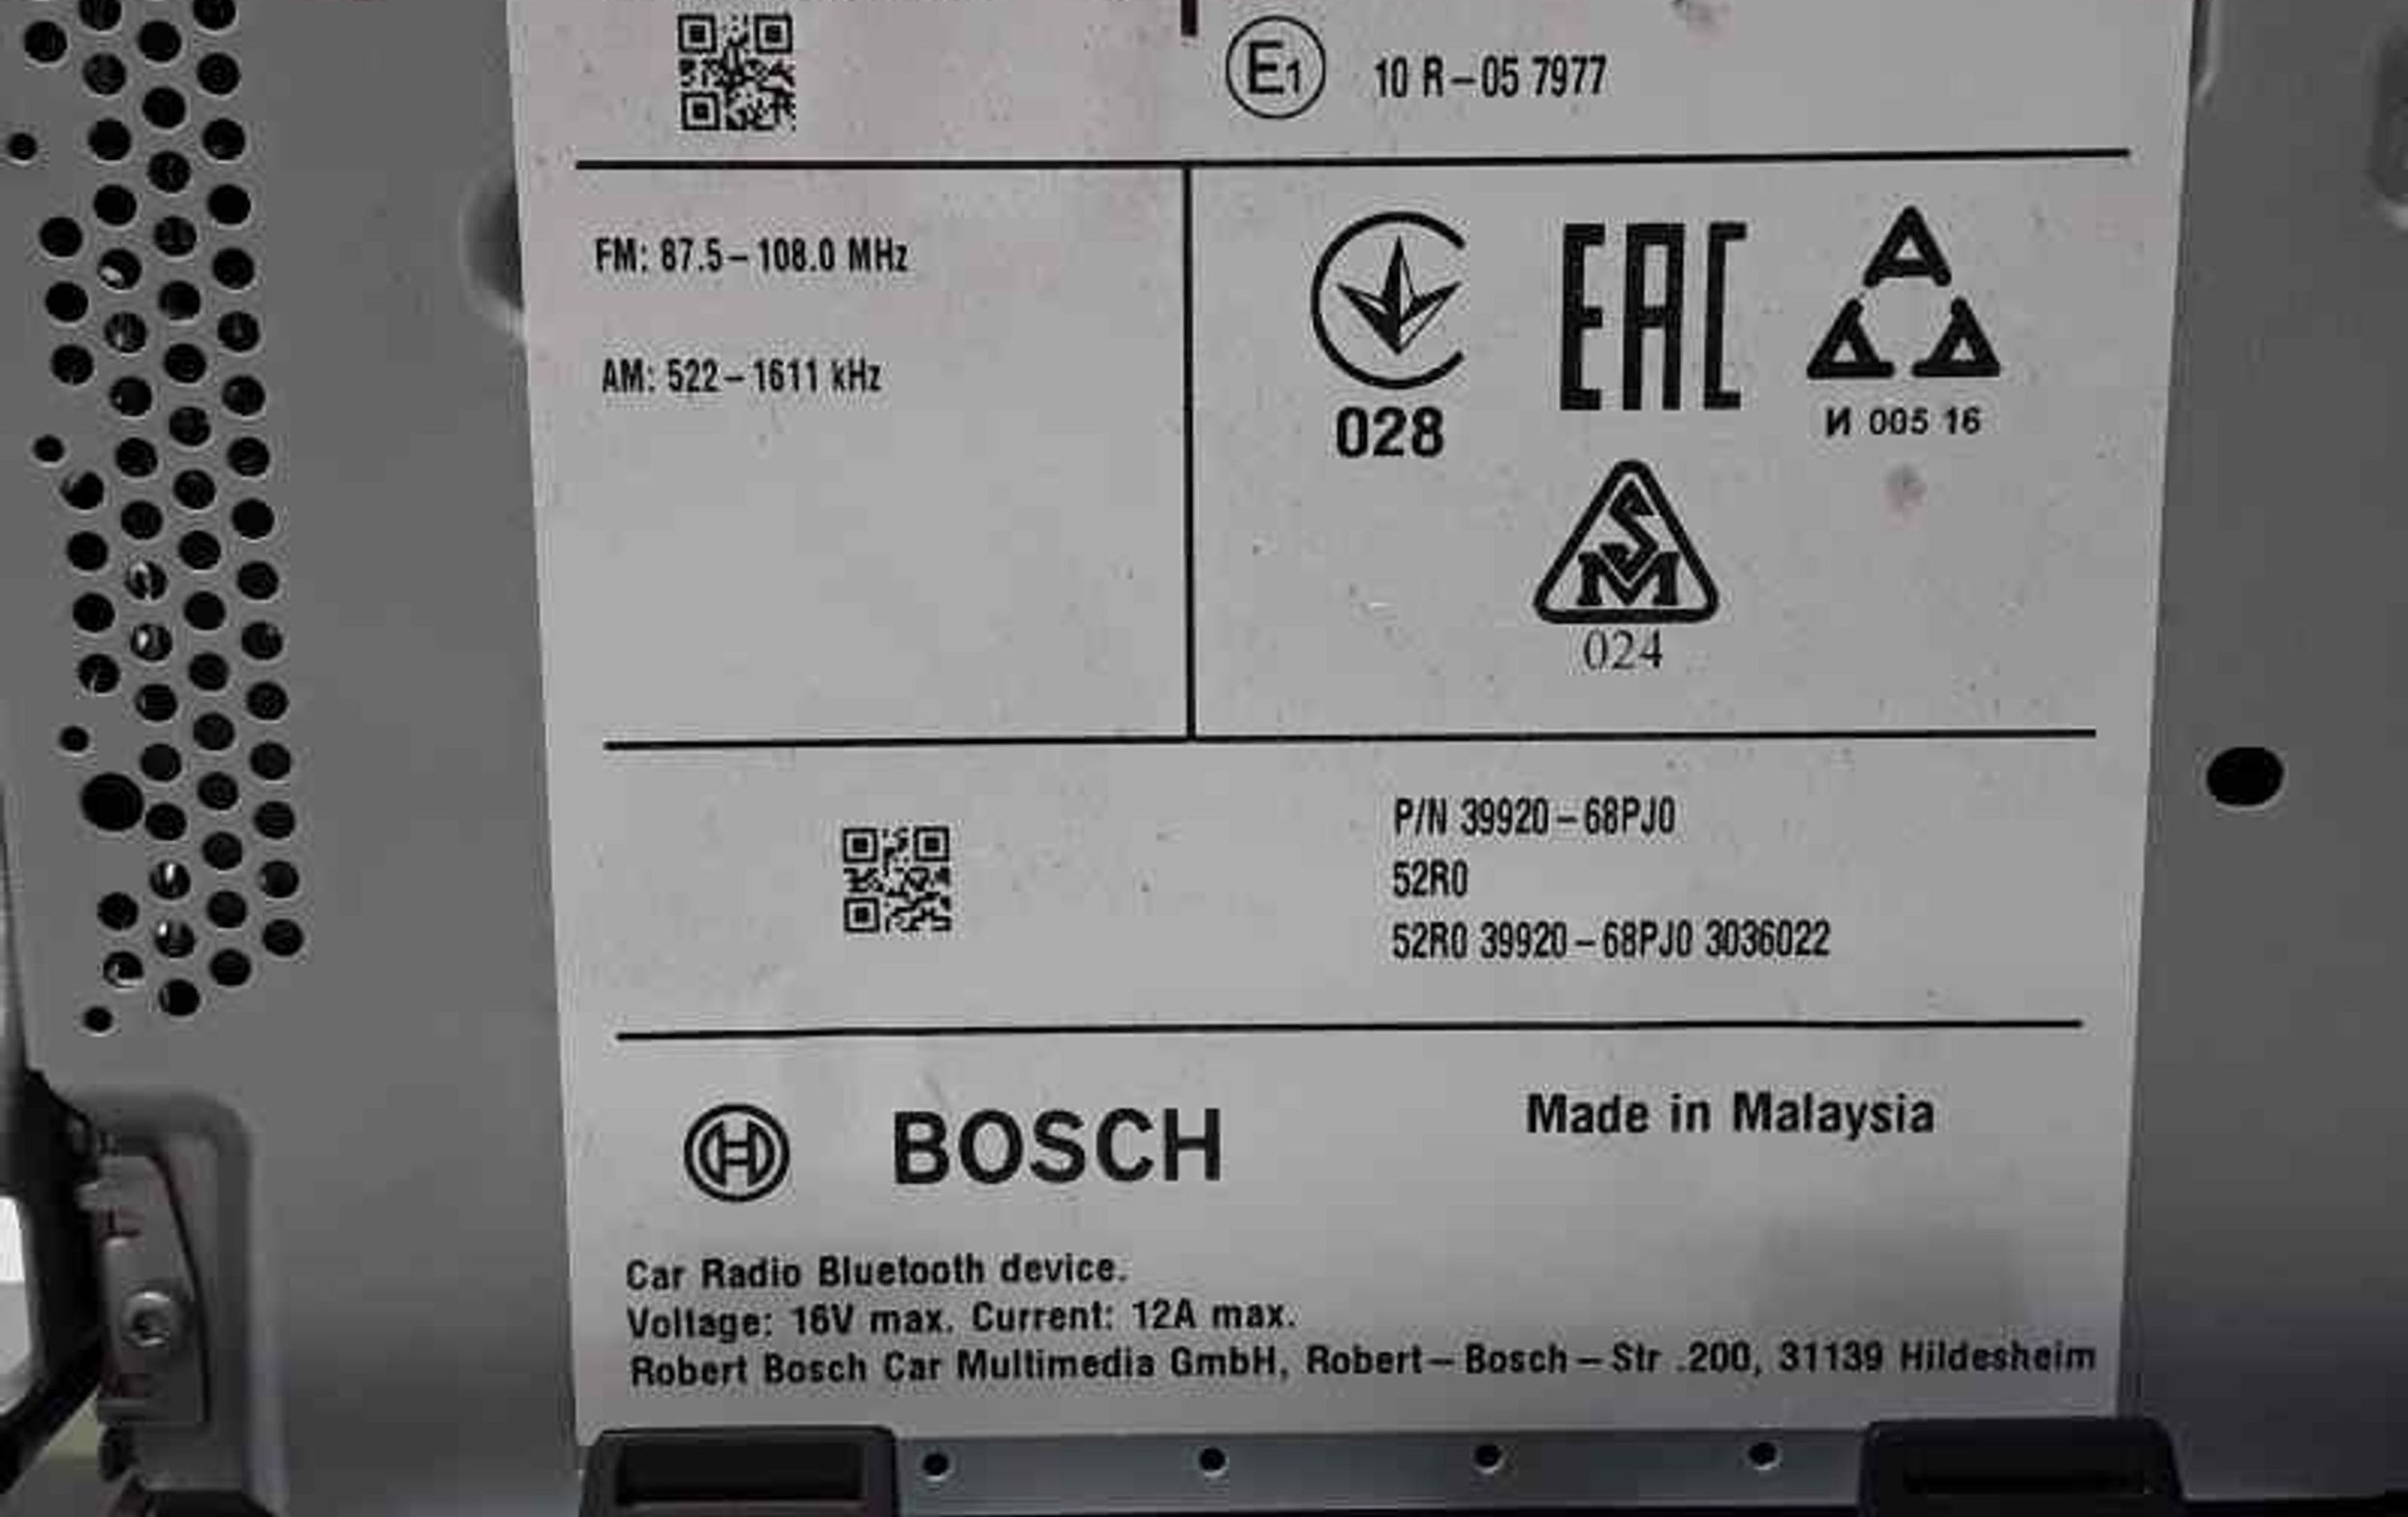 E1 10 R-05 7977
FM: 87.5-108.0 MHz
AM: 522-1611 kHz
028
EAC
И 005 16
SM
024
P/N 39920-68PJ0
52R0
52R0 39920-68PJ0 3036022
BOSCH
Made in Malaysia
Car Radio Bluetooth device.
Voltage: 16V max. Current: 12A max.
Robert Bosch Car Multimedia GmbH, Robert-Bosch-Str .200, 31139 Hildesheim